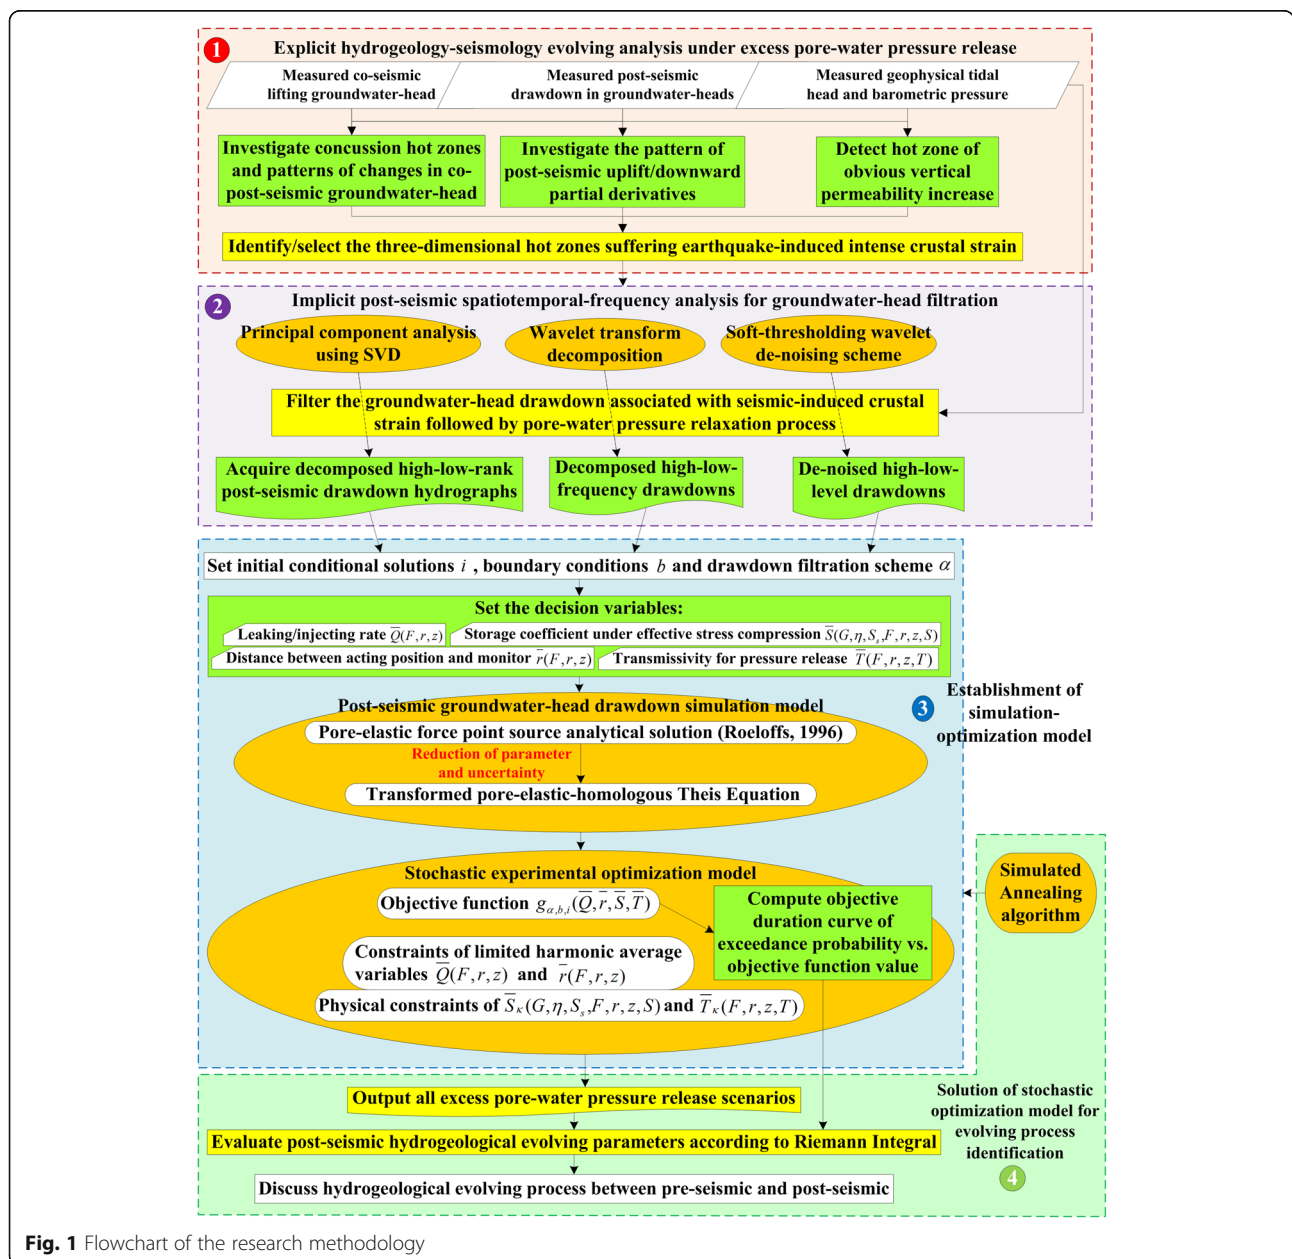 1
Explicit hydrogeology-seismology evolving analysis under excess pore-water pressure release
Measured co-seismic
lifting groundwater-head
Measured post-seismic
drawdown in groundwater-heads
Measured geophysical tidal
head and barometric pressure
Investigate concussion hot zones
and patterns of changes in co-
post-seismic groundwater-head
Investigate the pattern of
post-seismic uplift/downward
partial derivatives
Detect hot zone of
obvious vertical
permeability increase
Identify/select the three-dimensional hot zones suffering earthquake-induced intense crustal strain
2
Implicit post-seismic spatiotemporal-frequency analysis for groundwater-head filtration
Principal component analysis
using SVD
Wavelet transform
decomposition
Soft-thresholding wavelet
de-noising scheme
Filter the groundwater-head drawdown associated with seismic-induced crustal
strain followed by pore-water pressure relaxation process
Acquire decomposed high-low-rank
post-seismic drawdown hydrographs
Decomposed high-low-
frequency drawdowns
De-noised high-low-
level drawdowns
Set initial conditional solutions i , boundary conditions b and drawdown filtration scheme α
Set the decision variables:
Leaking/injecting rate Q̅(F,r,z)
Storage coefficient under effective stress compression S̅(G,η,Sₛ,F,r,z,S)
Distance between acting position and monitor r̅(F,r,z)
Transmissivity for pressure release T̅(F,r,z,T)
Post-seismic groundwater-head drawdown simulation model
Pore-elastic force point source analytical solution (Roeloffs, 1996)
Reduction of parameter
and uncertainty
Transformed pore-elastic-homologous Theis Equation
3
Establishment of
simulation-
optimization model
Stochastic experimental optimization model
Objective function g_{α,b,i}(Q̅,r̅,S̅,T̅)
Constraints of limited harmonic average
variables Q̅(F,r,z) and r̅(F,r,z)
Physical constraints of S̅_κ(G,η,Sₛ,F,r,z,S) and T̅_κ(F,r,z,T)
Compute objective
duration curve of
exceedance probability vs.
objective function value
Simulated
Annealing
algorithm
Output all excess pore-water pressure release scenarios
Evaluate post-seismic hydrogeological evolving parameters according to Riemann Integral
Discuss hydrogeological evolving process between pre-seismic and post-seismic
Solution of stochastic
optimization model for
evolving process
identification
4
Fig. 1 Flowchart of the research methodology